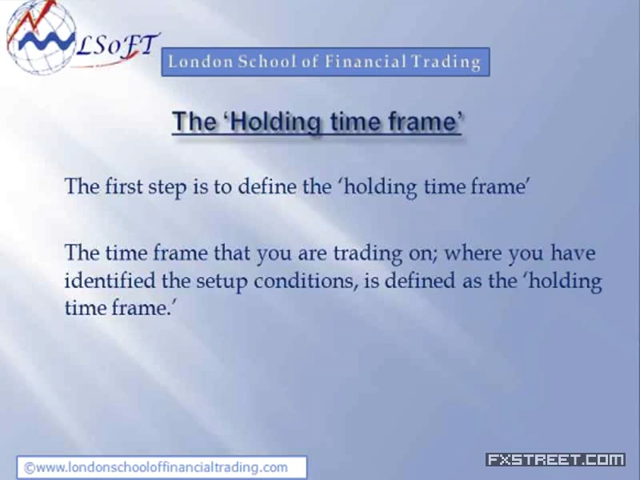 LSoFT
London School of Financial Trading
The ‘Holding time frame’
The first step is to define the ‘holding time frame’
The time frame that you are trading on; where you have
identified the setup conditions, is defined as the ‘holding
time frame.’
©www.londonschooloffinancialtrading.com
FXSTREET.COM